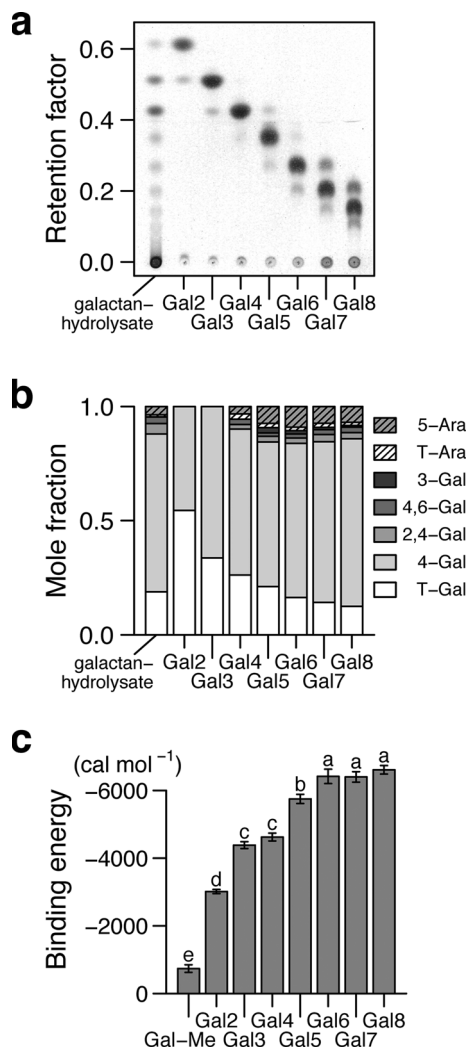 a
Retention factor
0.6
0.4
0.2
0.0
galactan–
hydrolysate
Gal2 Gal4 Gal6 Gal8
Gal3 Gal5 Gal7
b
Mole fraction
1.0
0.5
0.0
5–Ara
T–Ara
3–Gal
4,6–Gal
2,4–Gal
4–Gal
T–Gal
galactan–
hydrolysate
Gal2 Gal4 Gal6 Gal8
Gal3 Gal5 Gal7
c
(cal mol⁻¹)
Binding energy
−6000
−4000
−2000
0
e d c c b a a a
Gal2 Gal4 Gal6 Gal8
Gal–Me Gal3 Gal5 Gal7